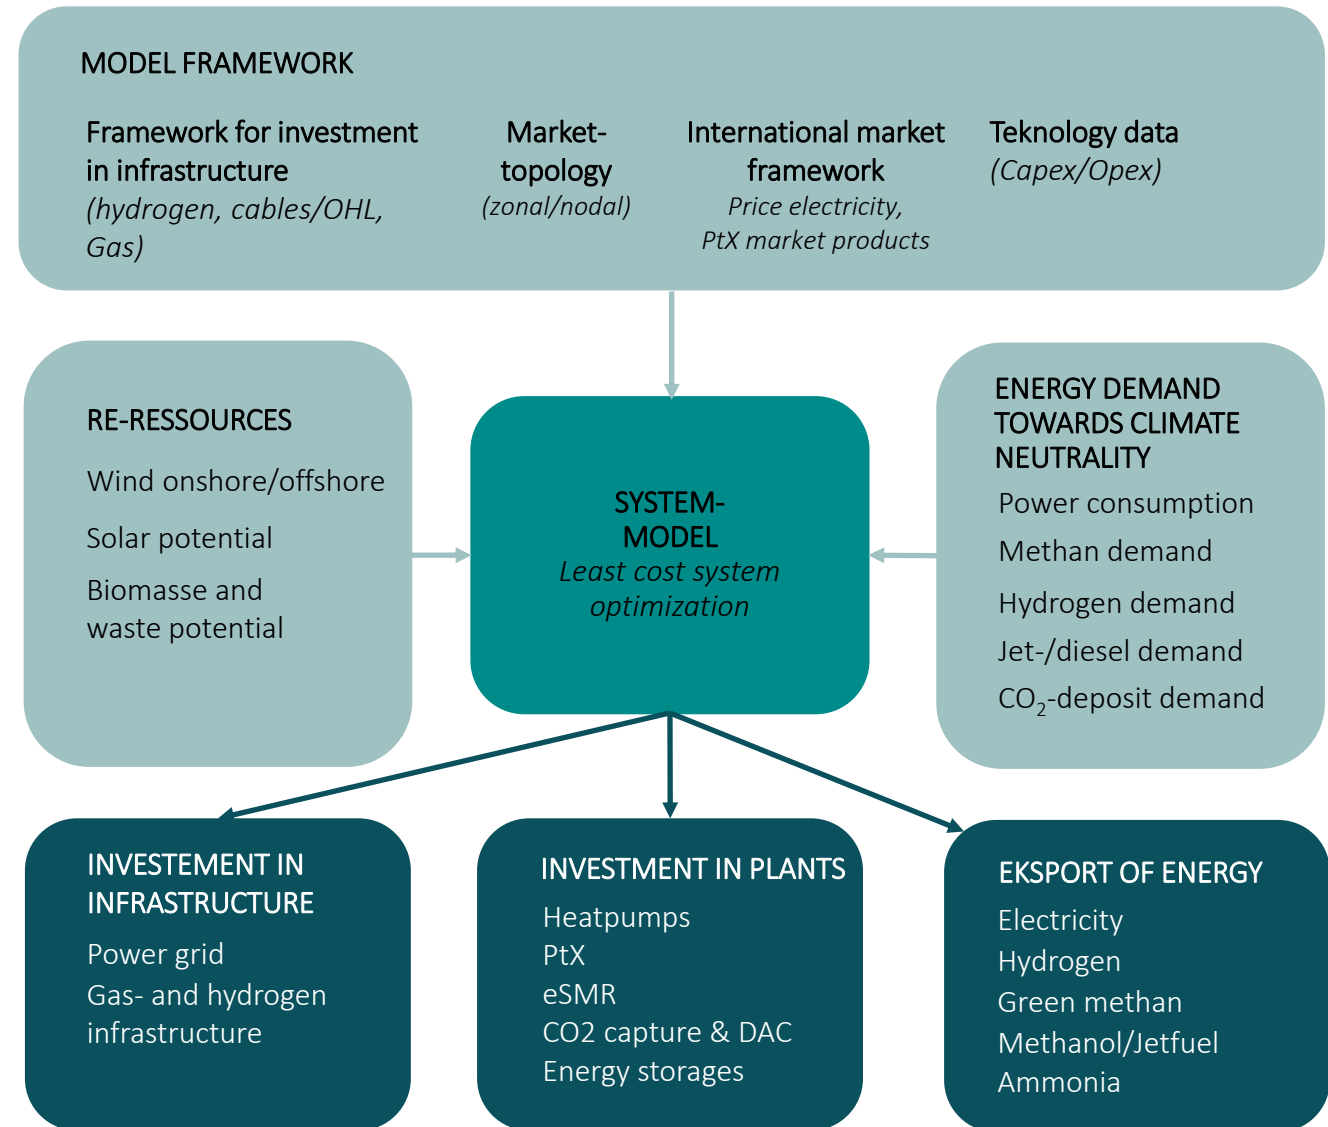 MODEL FRAMEWORK
Framework for investment
in infrastructure
(hydrogen, cables/OHL,
Gas)
Market-
topology
(zonal/nodal)
International market
framework
Price electricity,
PtX market products
Teknology data
(Capex/Opex)
RE-RESSOURCES
Wind onshore/offshore
Solar potential
Biomasse and
waste potential
SYSTEM-
MODEL
Least cost system
optimization
ENERGY DEMAND
TOWARDS CLIMATE
NEUTRALITY
Power consumption
Methan demand
Hydrogen demand
Jet-/diesel demand
CO₂-deposit demand
INVESTEMENT IN
INFRASTRUCTURE
Power grid
Gas- and hydrogen
infrastructure
INVESTMENT IN PLANTS
Heatpumps
PtX
eSMR
CO2 capture & DAC
Energy storages
EKSPORT OF ENERGY
Electricity
Hydrogen
Green methan
Methanol/Jetfuel
Ammonia